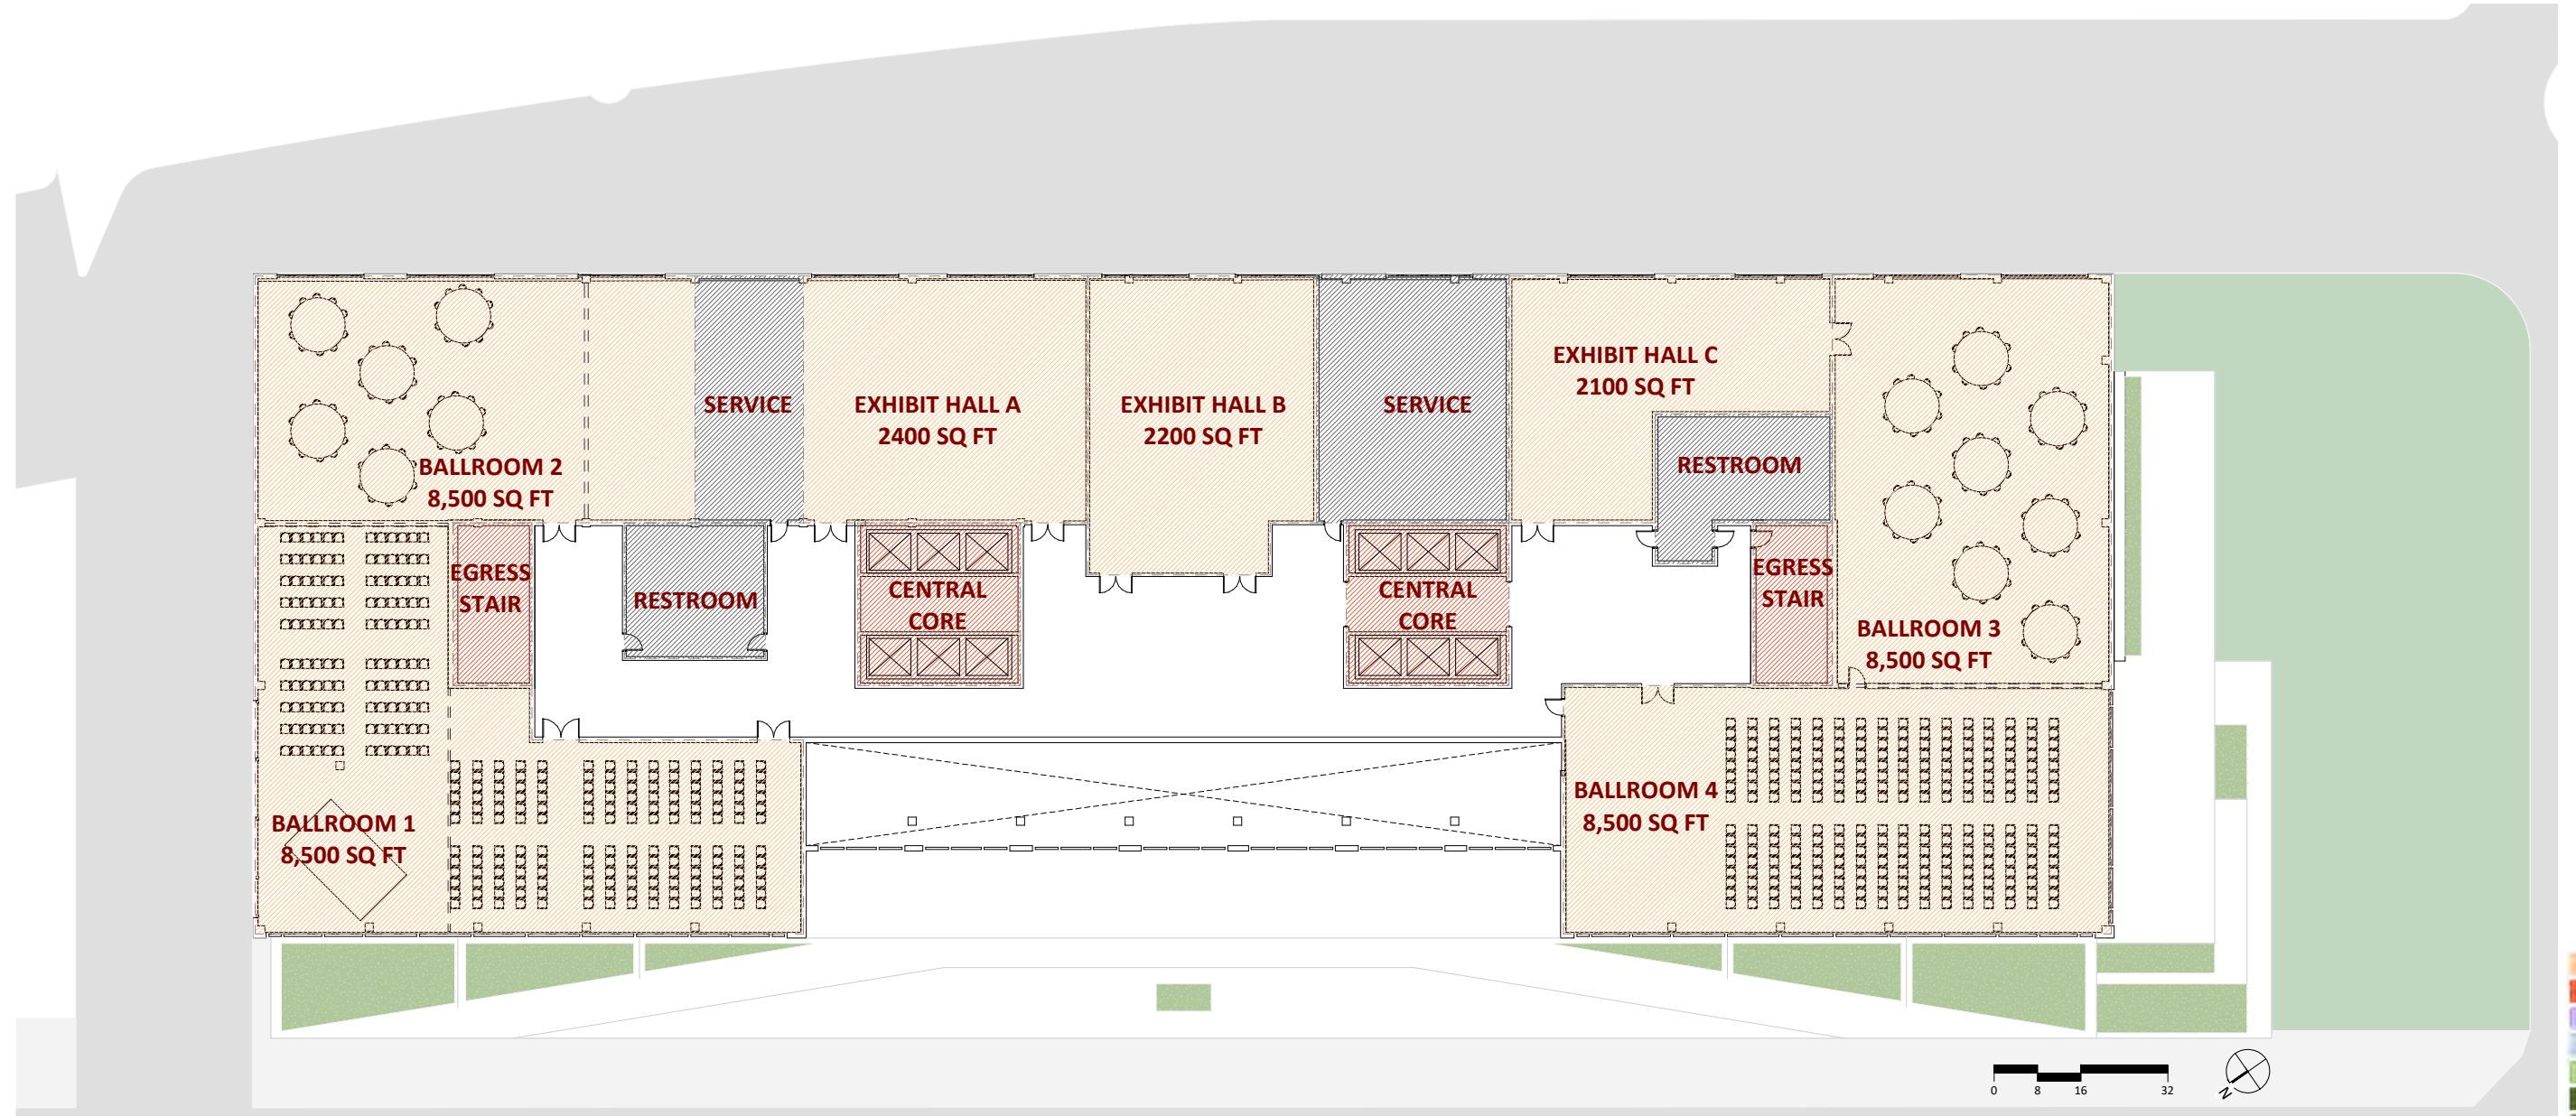 EXHIBIT HALL C
2100 SQ FT
SERVICE
EXHIBIT HALL A
2400 SQ FT
EXHIBIT HALL B
2200 SQ FT
SERVICE
BALLROOM 2
8,500 SQ FT
RESTROOM
EGRESS
STAIR
RESTROOM
CENTRAL
CORE
CENTRAL
CORE
EGRESS
STAIR
BALLROOM 3
8,500 SQ FT
BALLROOM 1
8,500 SQ FT
BALLROOM 4
8,500 SQ FT
0 8 16 32
N